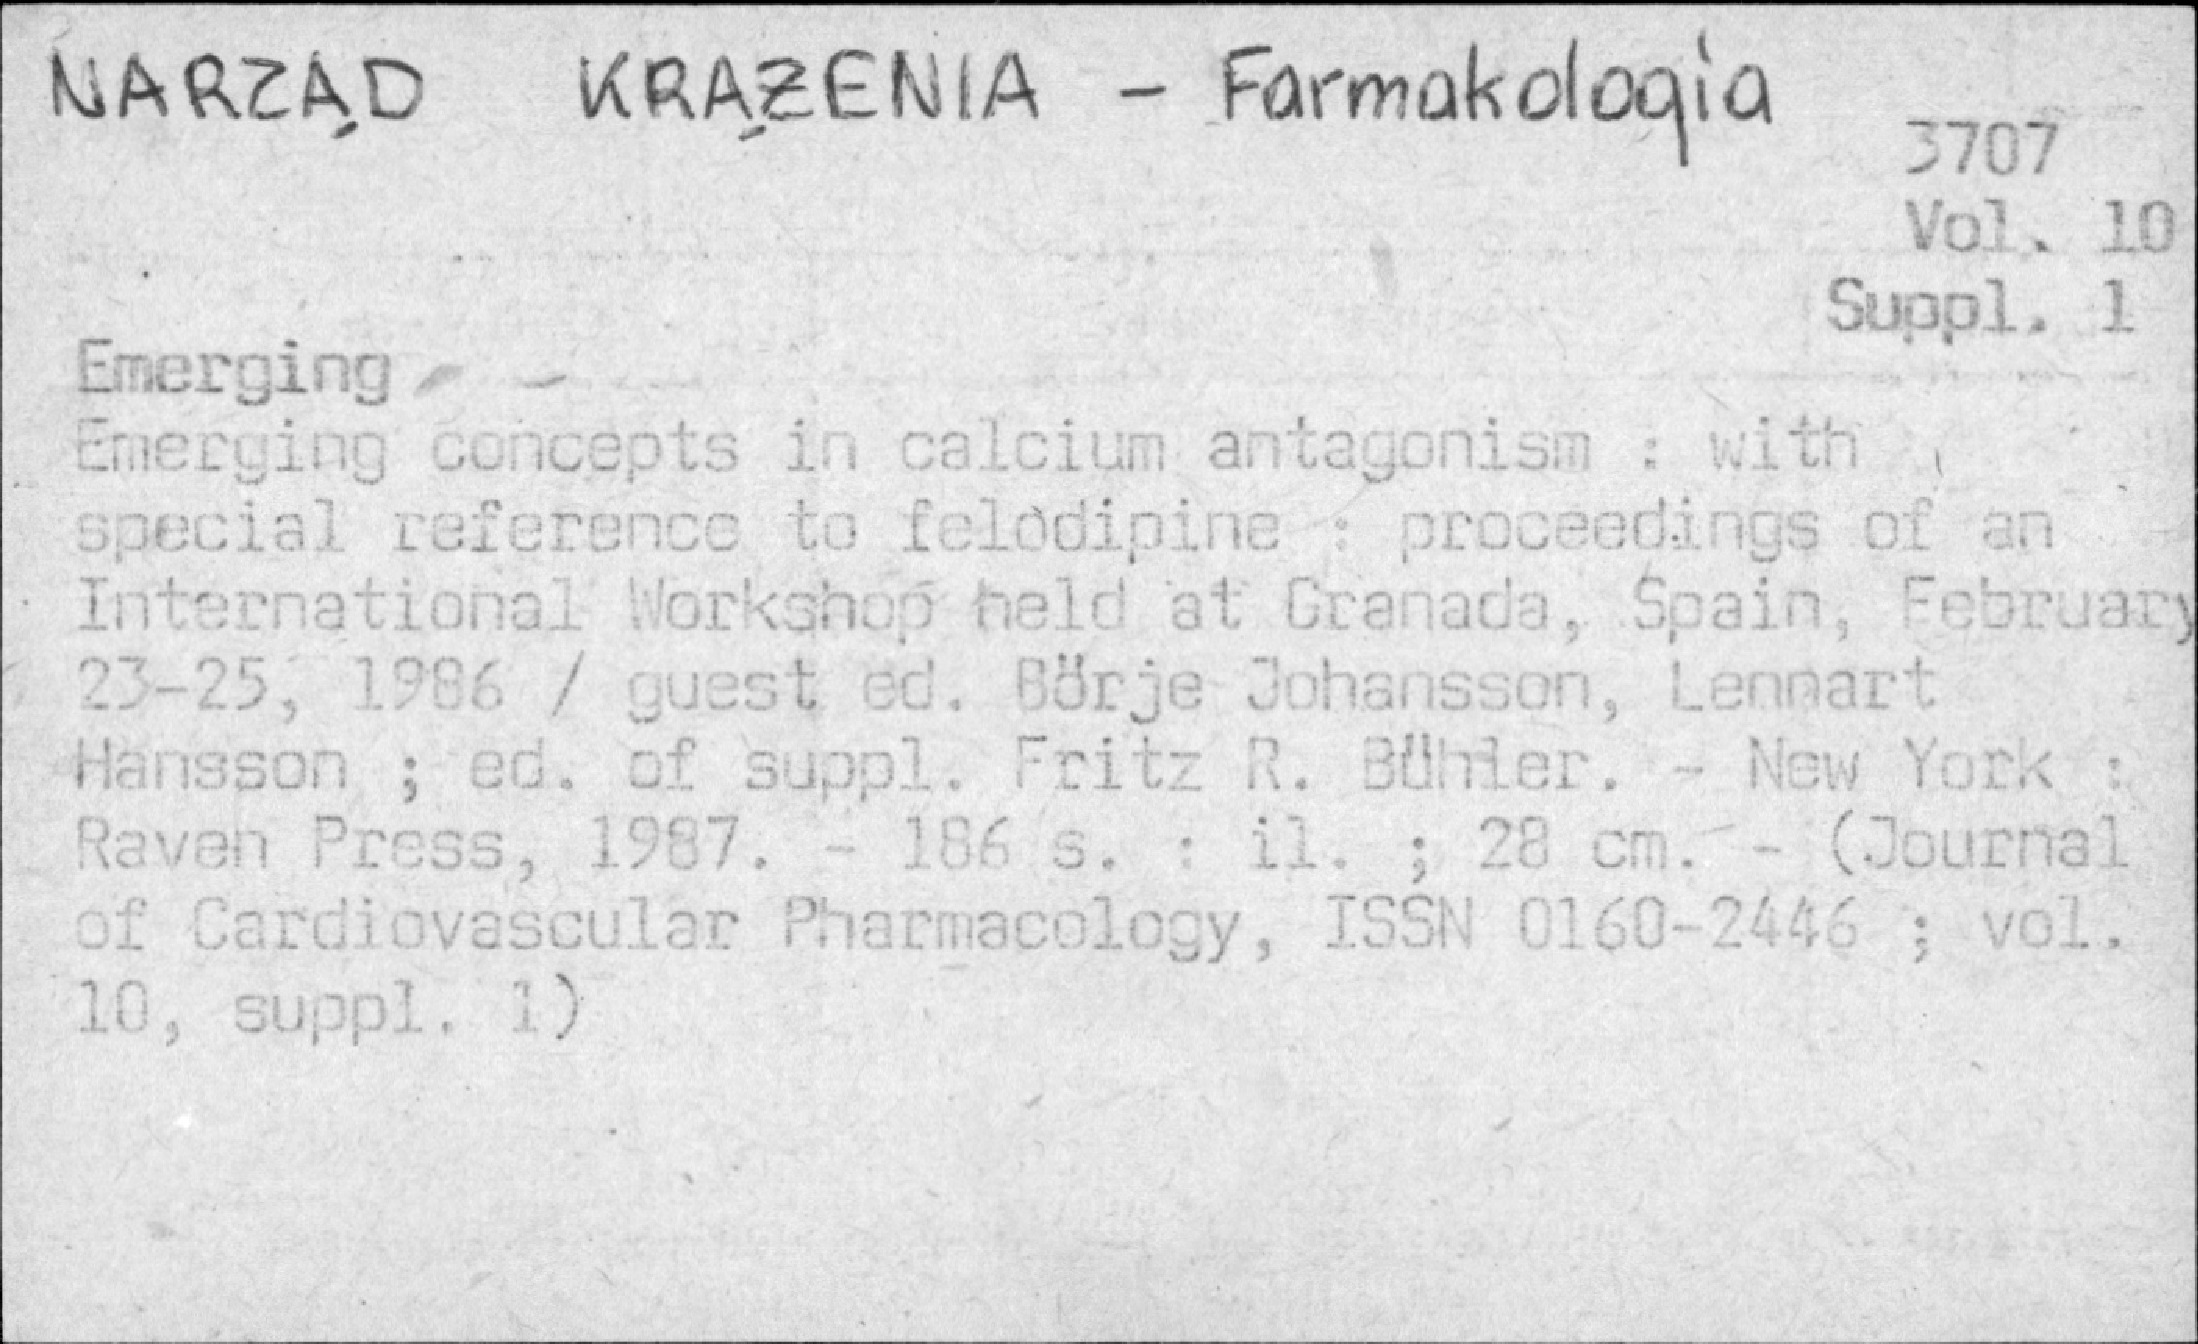 NARZĄD KRĄŻENIA - Farmakologia
3707
Vol. 10
Suppl. 1
Emerging
Emerging concepts in calcium antagonism : with
special reference to felodipine : proceedings of an
International Workshop held at Granada, Spain, February
23-25, 1986 / guest ed. Börje Johansson, Lennart
Hansson ; ed. of suppl. Fritz R. Bühler. - New York :
Raven Press, 1987. - 186 s. : il. ; 28 cm. - (Journal
of Cardiovascular Pharmacology, ISSN 0160-2446 ; vol.
10, suppl. 1)